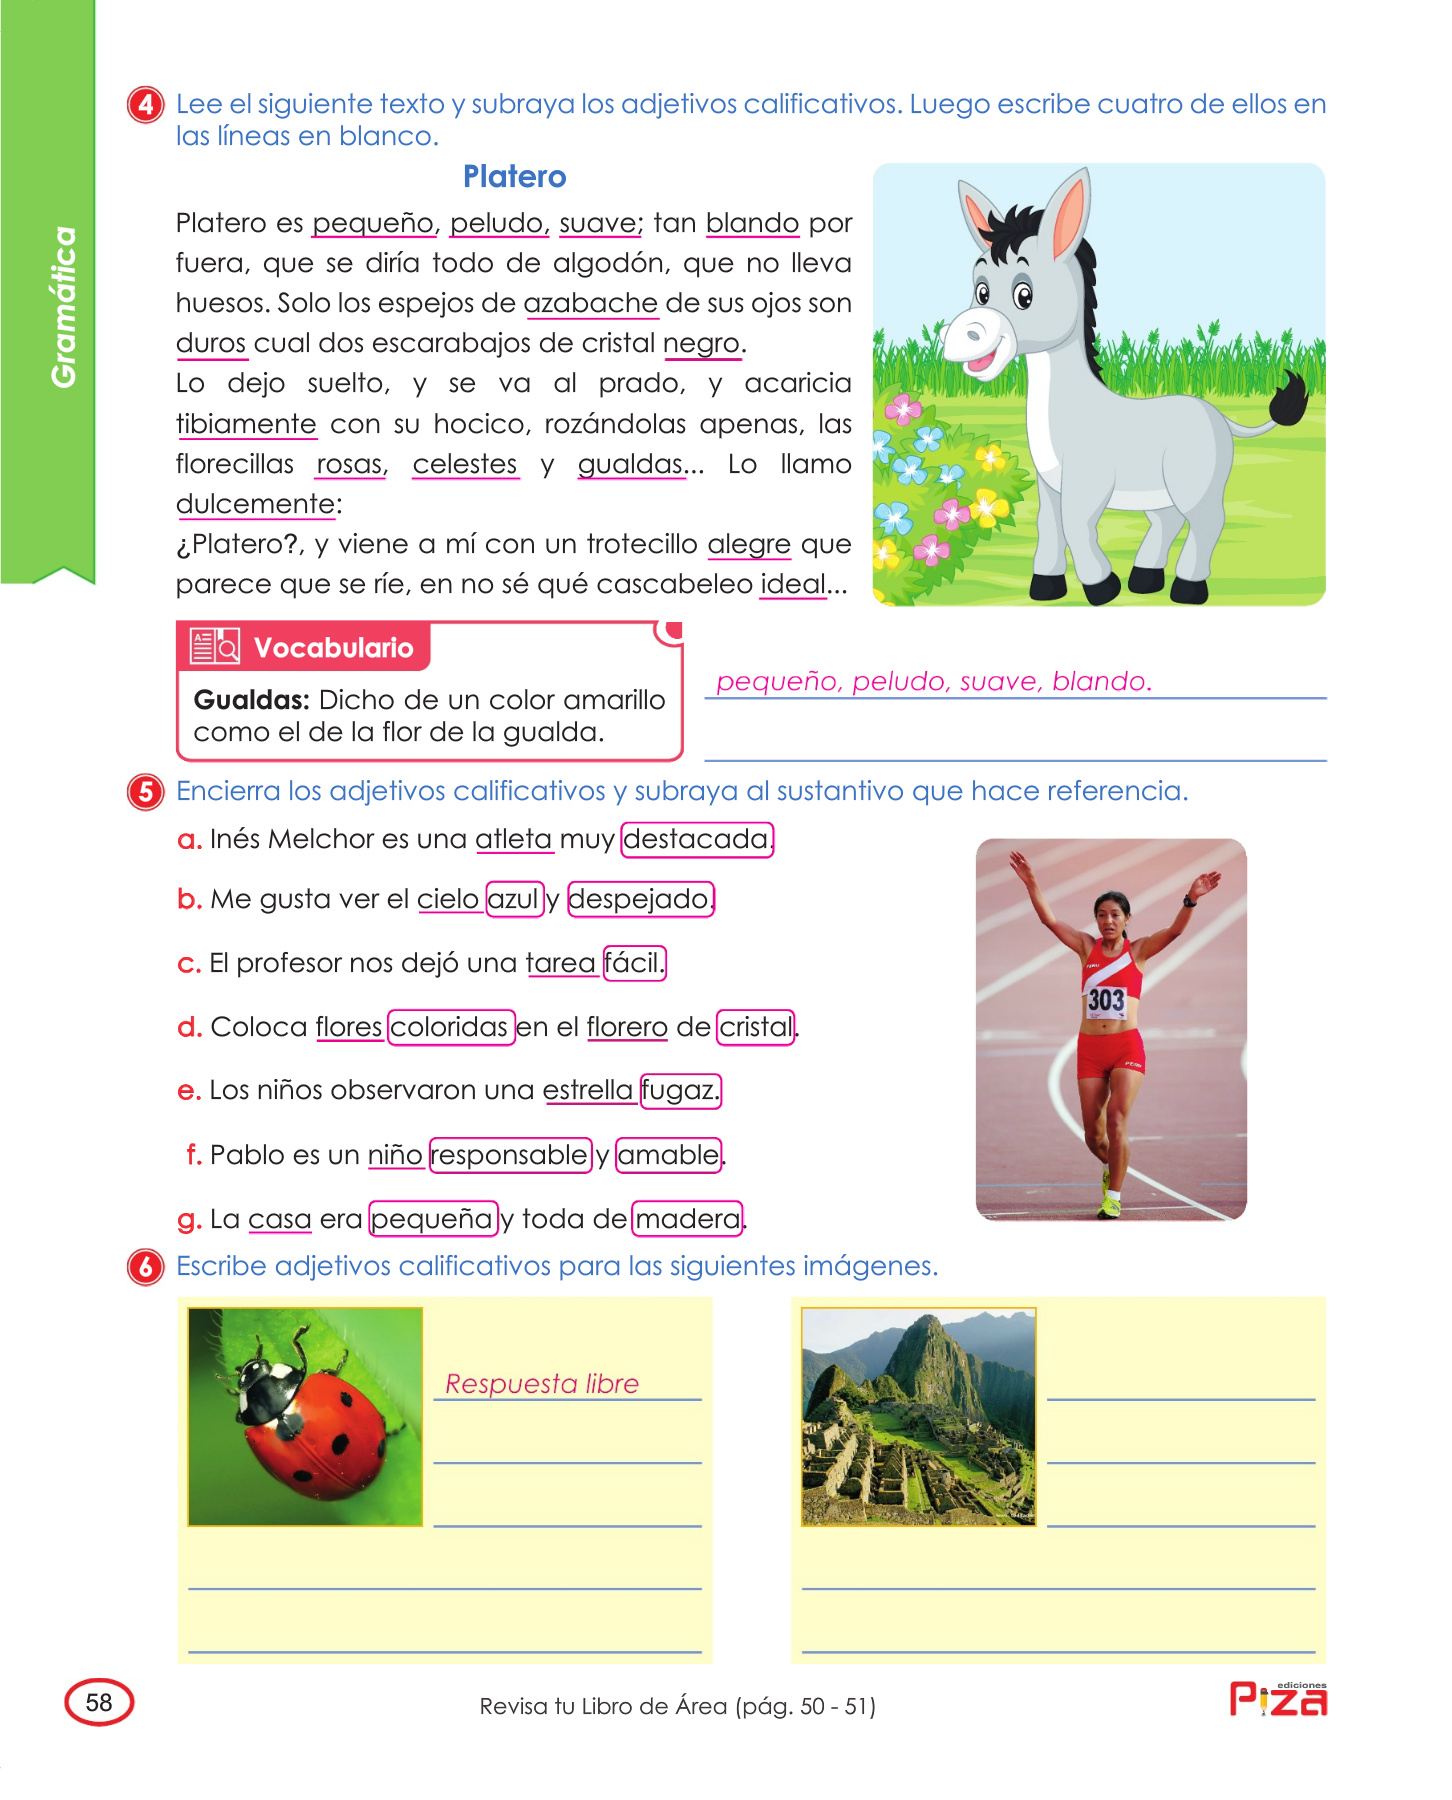 Gramática
4 Lee el siguiente texto y subraya los adjetivos calificativos. Luego escribe cuatro de ellos en
las líneas en blanco.
Platero
Platero es pequeño, peludo, suave; tan blando por
fuera, que se diría todo de algodón, que no lleva
huesos. Solo los espejos de azabache de sus ojos son
duros cual dos escarabajos de cristal negro.
Lo dejo suelto, y se va al prado, y acaricia
tibiamente con su hocico, rozándolas apenas, las
florecillas rosas, celestes y gualdas... Lo llamo
dulcemente:
¿Platero?, y viene a mí con un trotecillo alegre que
parece que se ríe, en no sé qué cascabeleo ideal...
Vocabulario
Gualdas: Dicho de un color amarillo
como el de la flor de la gualda.
pequeño, peludo, suave, blando.
5 Encierra los adjetivos calificativos y subraya al sustantivo que hace referencia.
a. Inés Melchor es una atleta muy destacada.
b. Me gusta ver el cielo azul y despejado.
c. El profesor nos dejó una tarea fácil.
d. Coloca flores coloridas en el florero de cristal.
e. Los niños observaron una estrella fugaz.
f. Pablo es un niño responsable y amable.
g. La casa era pequeña y toda de madera.
303
6 Escribe adjetivos calificativos para las siguientes imágenes.
Respuesta libre
58
Revisa tu Libro de Área (pág. 50 - 51)
ediciones
Piza